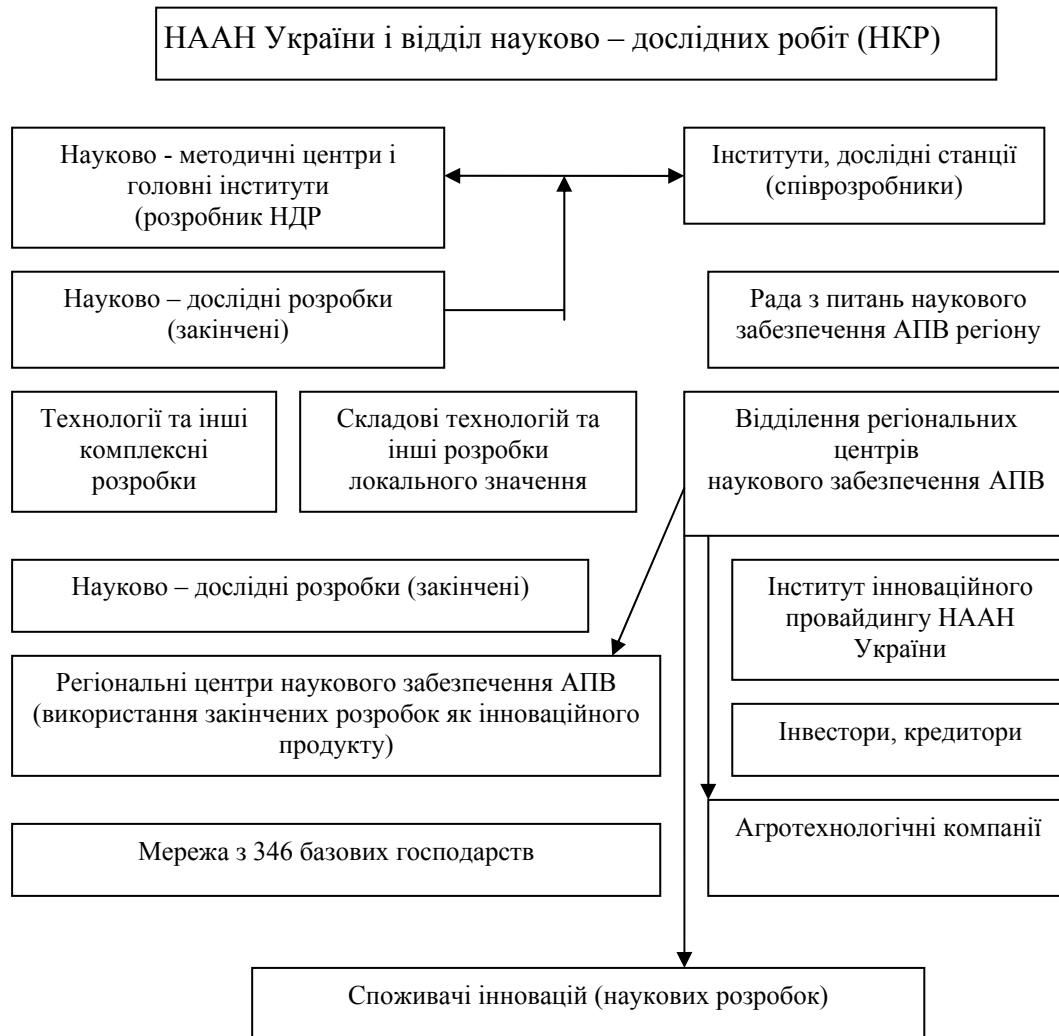 НААН України і відділ науково – дослідних робіт (НКР)
Науково - методичні центри і
головні інститути
(розробник НДР
Інститути, дослідні станції
(співрозробники)
Науково – дослідні розробки
(закінчені)
Рада з питань наукового
забезпечення АПВ регіону
Технології та інші
комплексні
розробки
Складові технологій та
інші розробки
локального значення
Відділення регіональних
центрів
наукового забезпечення АПВ
Науково – дослідні розробки (закінчені)
Інститут інноваційного
провайдингу НААН
України
Регіональні центри наукового забезпечення АПВ
(використання закінчених розробок як інноваційного
продукту)
Інвестори, кредитори
Агротехнологічні компанії
Мережа з 346 базових господарств
Споживачі інновацій (наукових розробок)